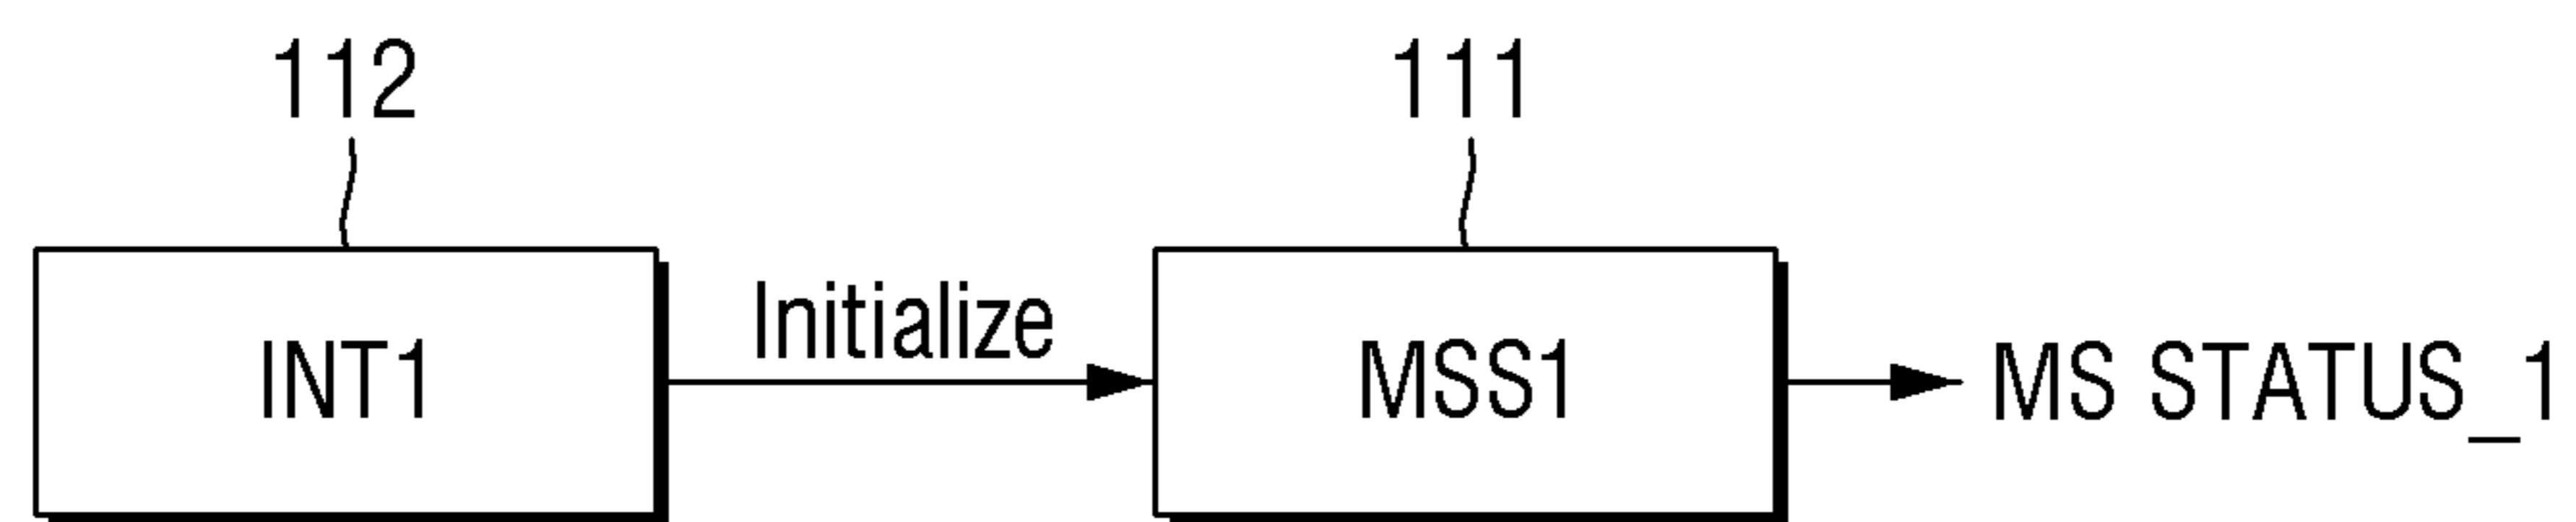 112
111
INT1
Initialize
MSS1
MS STATUS_1